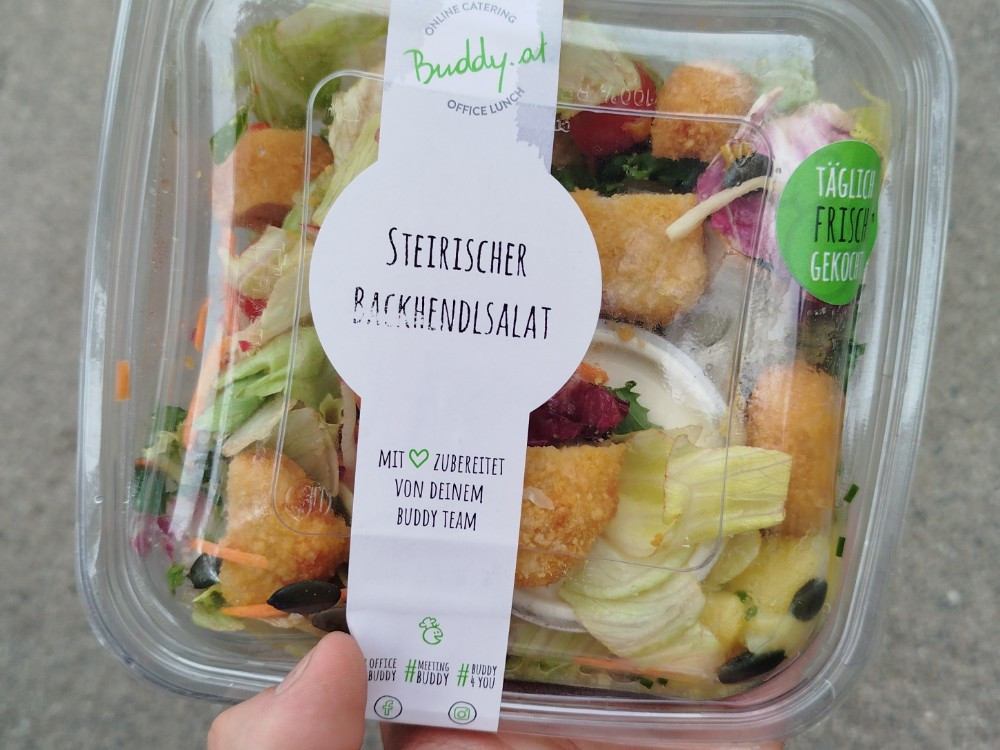 ONLINE CATERING
Buddy.at
OFFICE LUNCH
100%
TÄGLICH
FRISCH
GEKOCHT
STEIRISCHER
BACKHENDLSALAT
MIT ZUBEREITET
VON DEINEM
BUDDY TEAM
OFFICE
BUDDY
#MEETING
BUDDY
#BUDDY
4 YOU